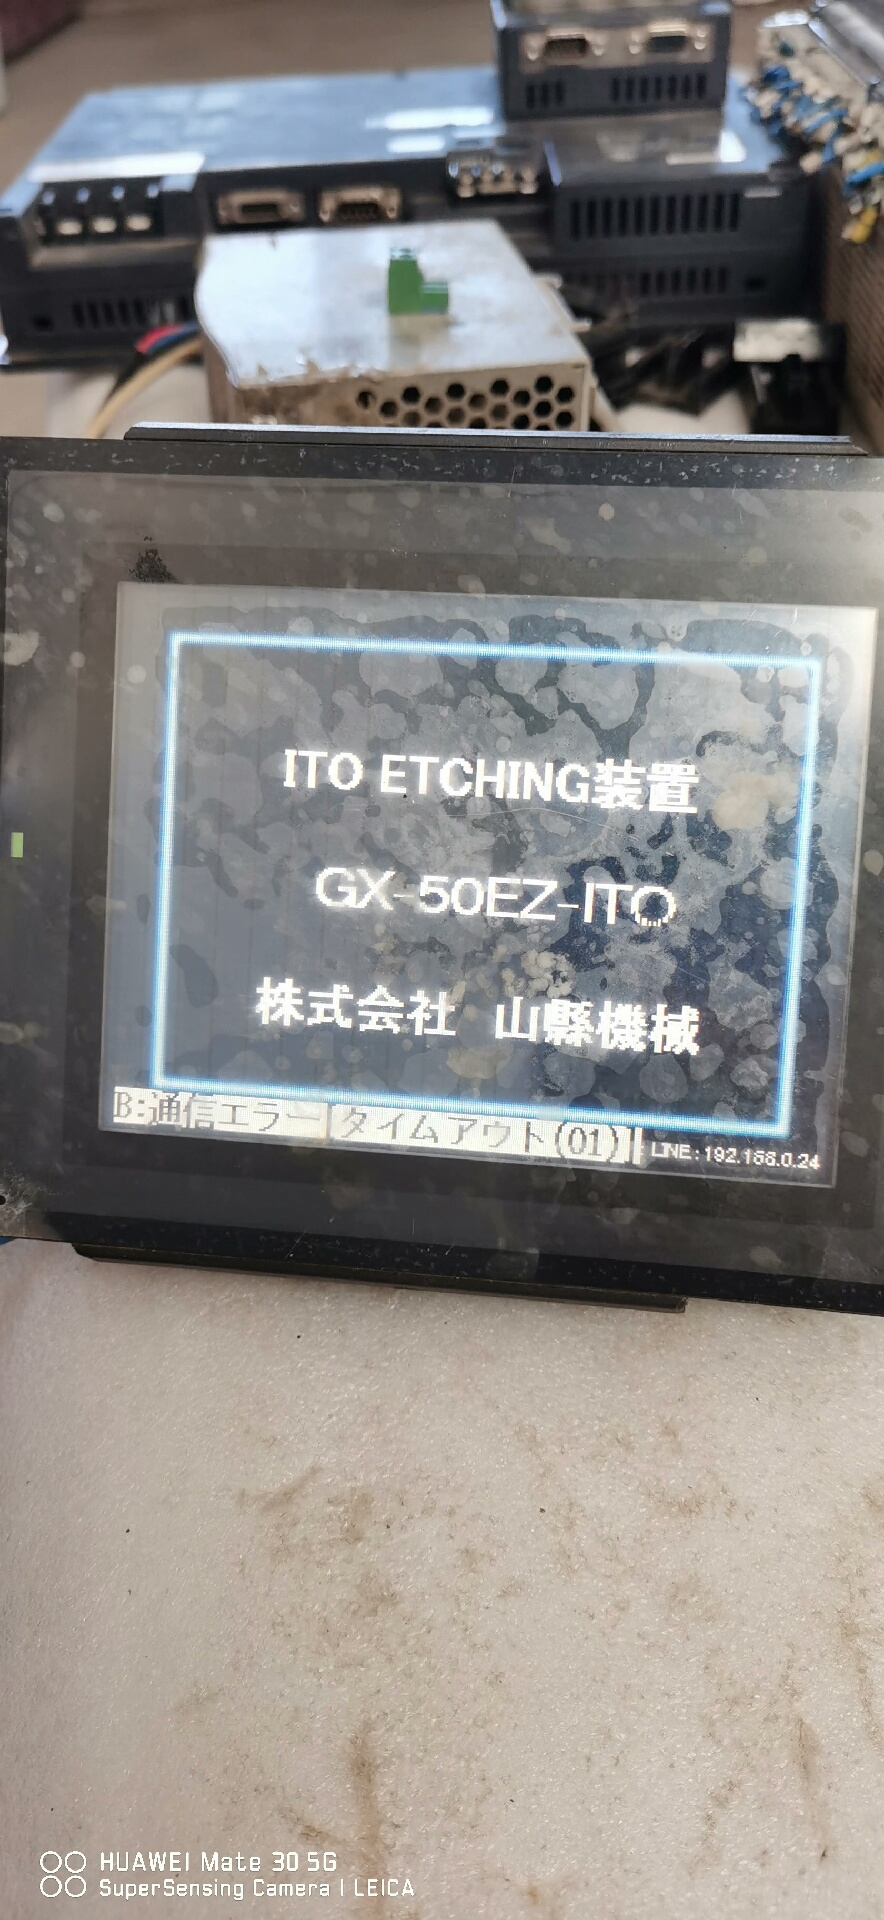 ITO ETCHING装置
GX-50EZ-ITO
株式会社 山縣機械
B:通信エラー|タイムアウト(01)
LINE:192.168.0.24
HUAWEI Mate 30 5G
SuperSensing Camera | LEICA